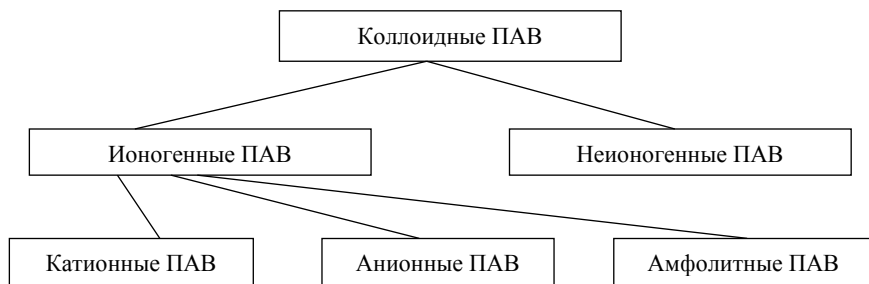 Коллоидные ПАВ
Ионогенные ПАВ
Неионогенные ПАВ
Катионные ПАВ
Анионные ПАВ
Амфолитные ПАВ